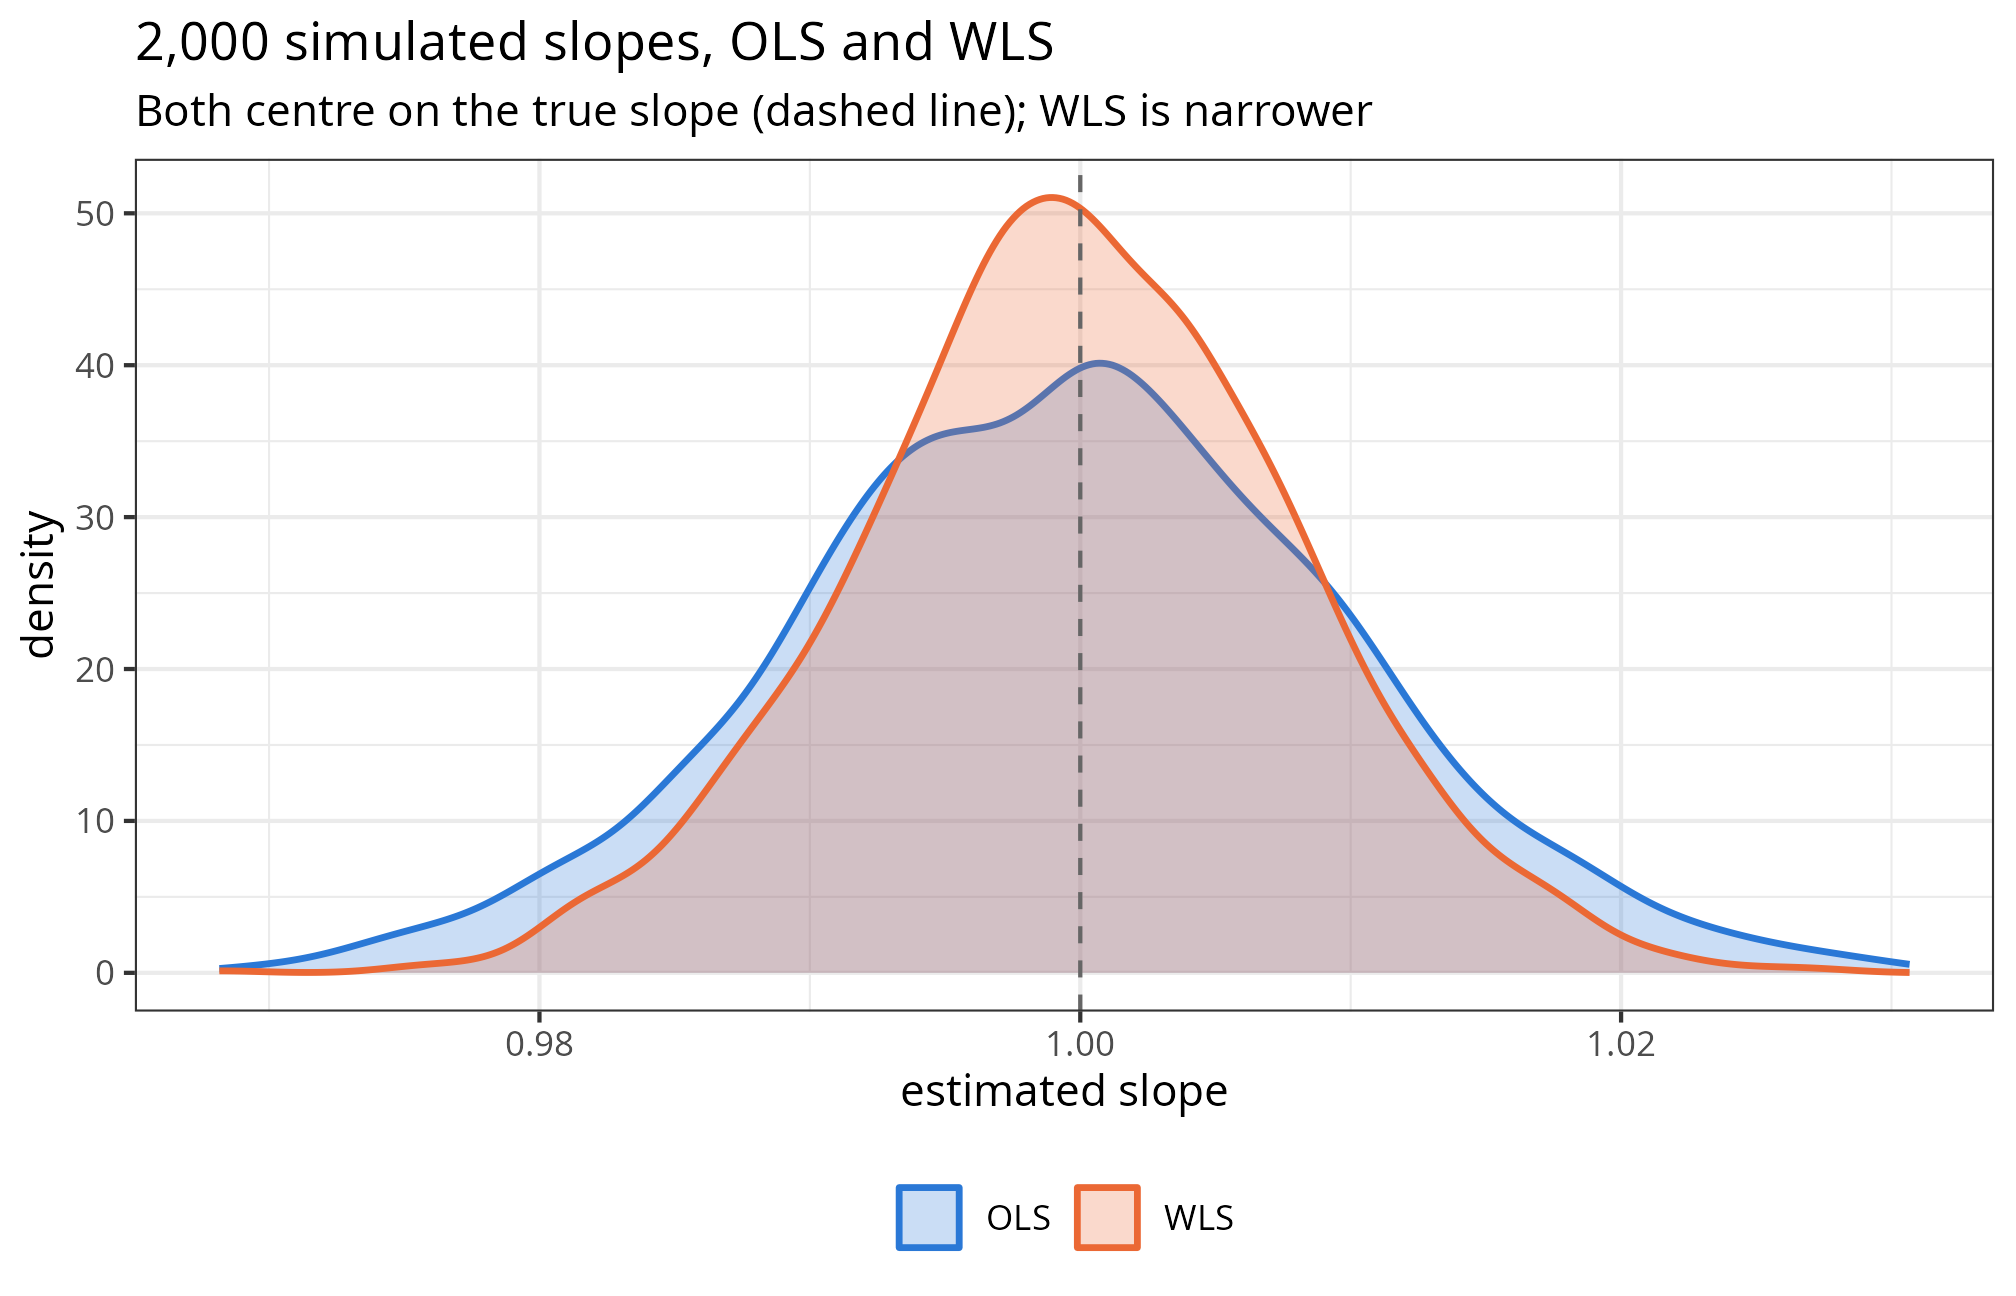 2,000 simulated slopes, OLS and WLS
Both centre on the true slope (dashed line); WLS is narrower
density
50
40
30
20
10
0
0.98 1.00 1.02
estimated slope
OLS WLS